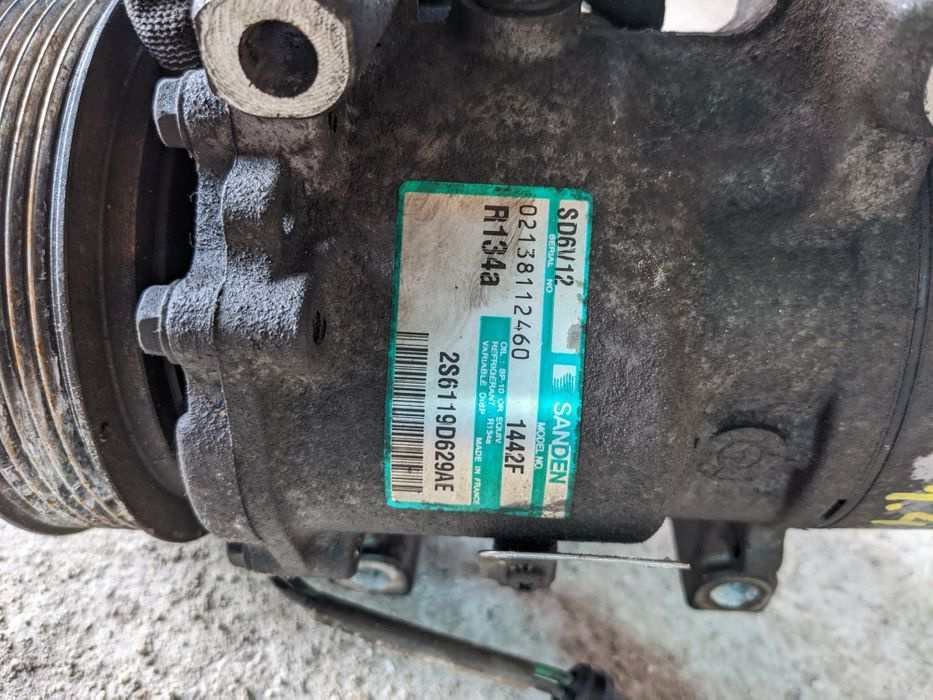 SD6V12
SANDEN
SERIAL NO
MODEL NO.
02138112460
1442F
R134a
OIL : SP-10 OR EQUIV
REFRIGERANT : R134a
VARIABLE DISP
MADE IN FRANCE
2S6119D629AE